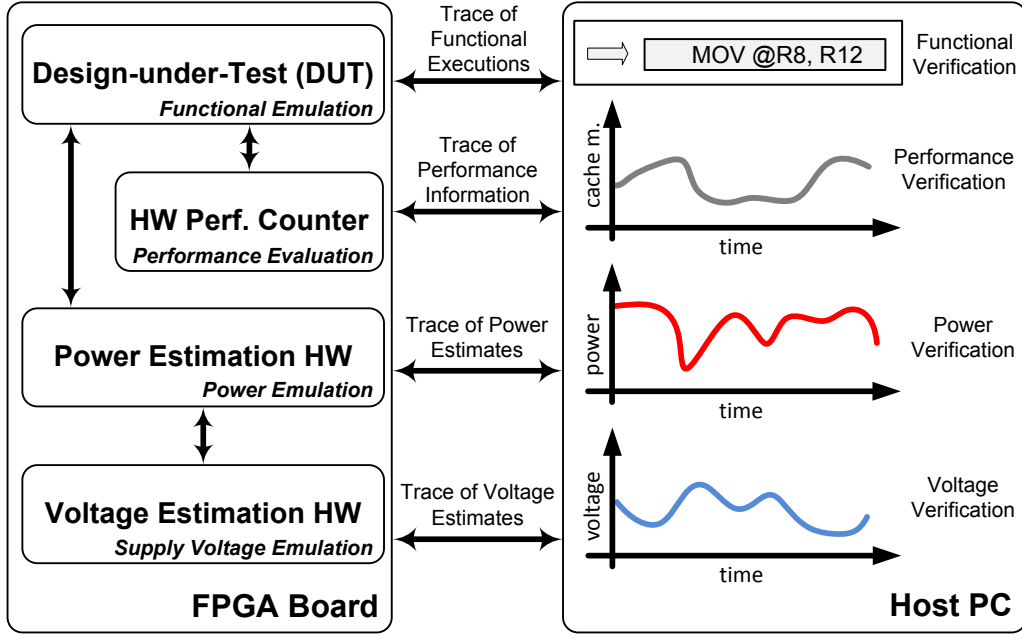 Design-under-Test (DUT)
Functional Emulation
HW Perf. Counter
Performance Evaluation
Power Estimation HW
Power Emulation
Voltage Estimation HW
Supply Voltage Emulation
FPGA Board
Trace of
Functional
Executions
Trace of
Performance
Information
Trace of Power
Estimates
Trace of Voltage
Estimates
MOV @R8, R12
Functional
Verification
cache m.
time
Performance
Verification
power
time
Power
Verification
voltage
time
Voltage
Verification
Host PC